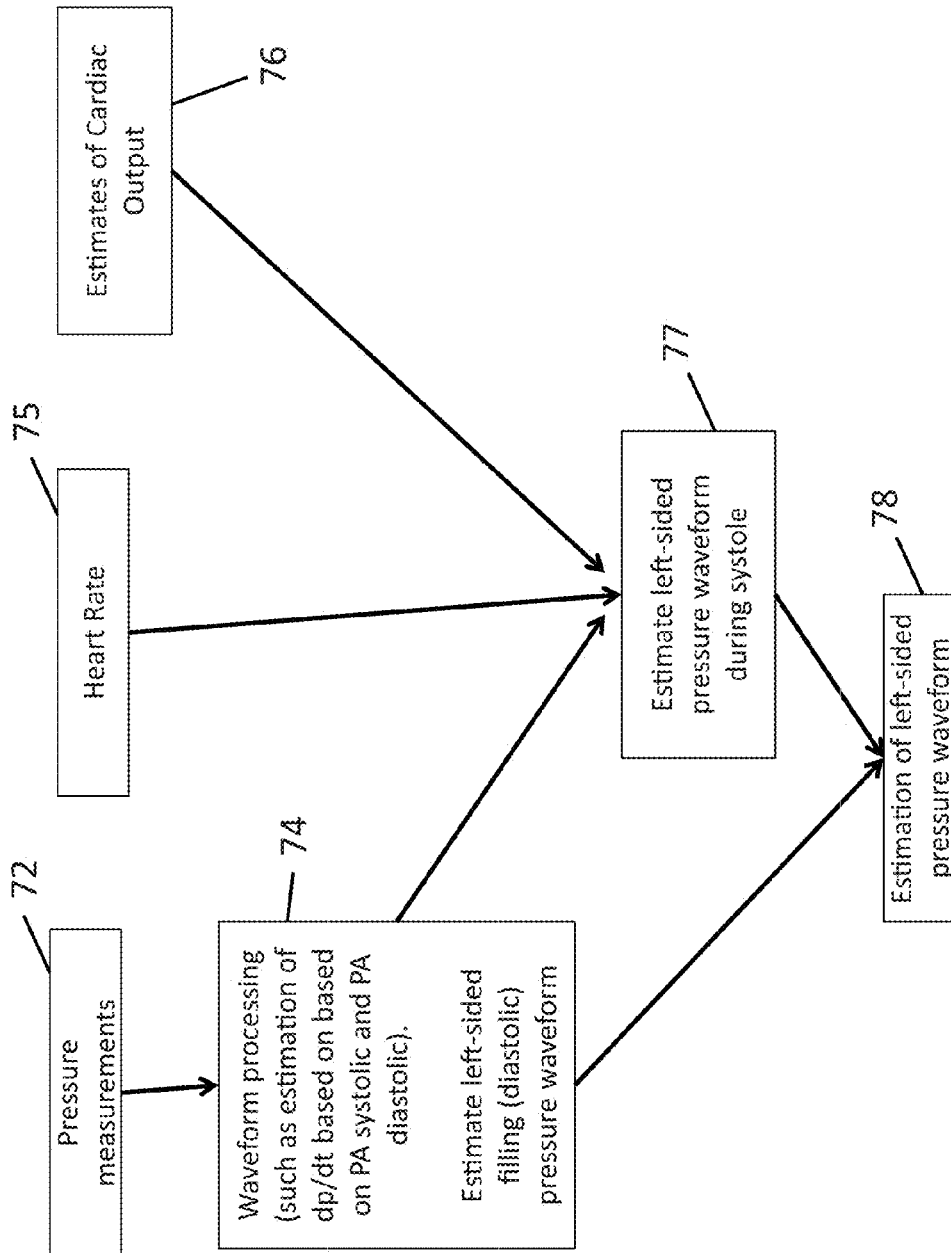 72
Pressure
measurements
75
Heart Rate
76
Estimates of Cardiac
Output
74
Waveform processing
(such as estimation of
dp/dt based on based
on PA systolic and PA
diastolic).
Estimate left-sided
filling (diastolic)
pressure waveform
77
Estimate left-sided
pressure waveform
during systole
78
Estimation of left-sided
pressure waveform